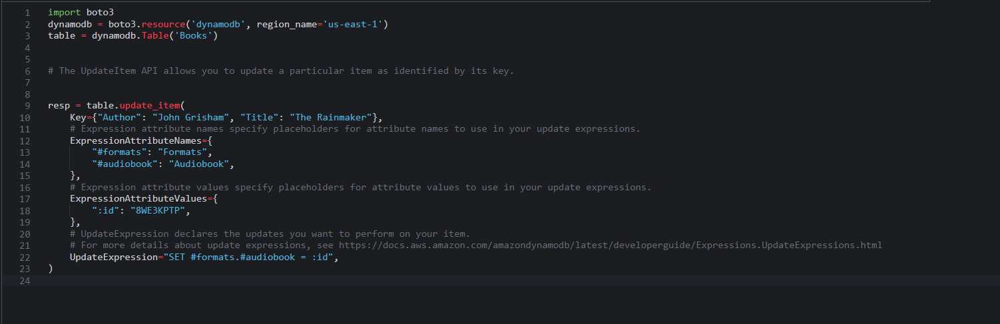 1 import boto3
2 dynamodb = boto3.resource('dynamodb', region_name='us-east-1')
3 table = dynamodb.Table('Books')
4
5
6 # The UpdateItem API allows you to update a particular item as identified by its key.
7
8
9 resp = table.update_item(
10     Key={"Author": "John Grisham", "Title": "The Rainmaker"},
11     # Expression attribute names specify placeholders for attribute names to use in your update expressions.
12     ExpressionAttributeNames={
13         "#formats": "Formats",
14         "#audiobook": "Audiobook",
15     },
16     # Expression attribute values specify placeholders for attribute values to use in your update expressions.
17     ExpressionAttributeValues={
18         ":id": "8WE3KPTP",
19     },
20     # UpdateExpression declares the updates you want to perform on your item.
21     # For more details about update expressions, see https://docs.aws.amazon.com/amazondynamodb/latest/developerguide/Expressions.UpdateExpressions.html
22     UpdateExpression="SET #formats.#audiobook = :id",
23 )
24